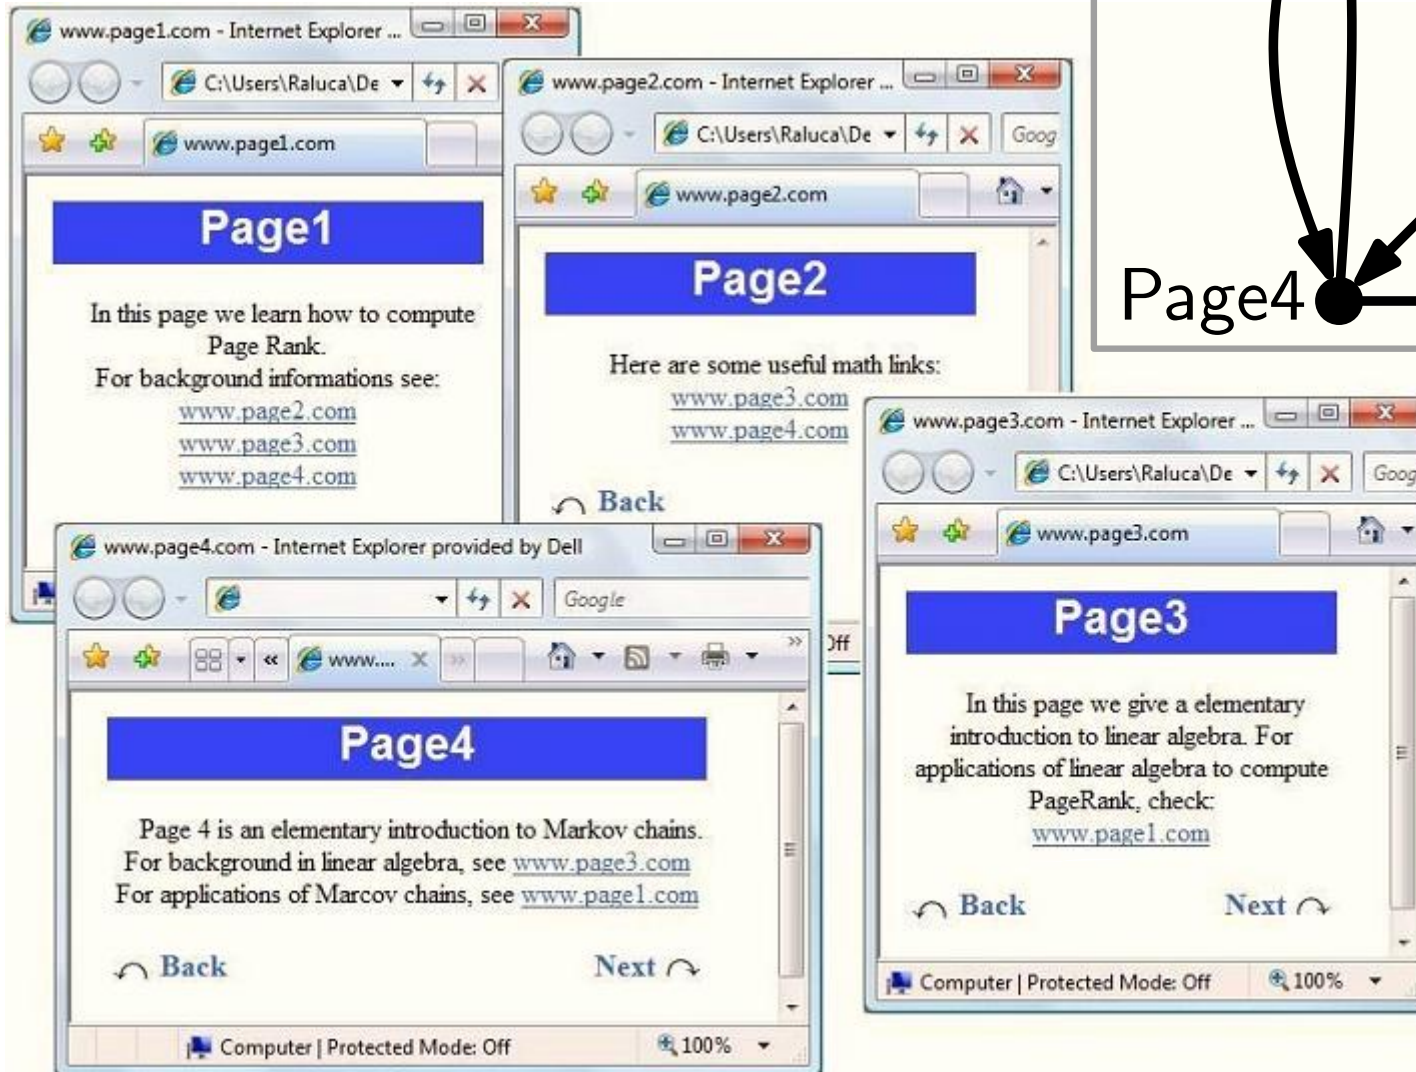 www.page1.com - Internet Explorer ...
C:\Users\Raluca\De
www.page1.com
Page1
In this page we learn how to compute
Page Rank.
For background informations see:
www.page2.com
www.page3.com
www.page4.com
www.page2.com - Internet Explorer ...
C:\Users\Raluca\De
Goog
www.page2.com
Page2
Here are some useful math links:
www.page3.com
www.page4.com
Back
Off
Page4
www.page3.com - Internet Explorer ...
C:\Users\Raluca\De
Goog
www.page3.com
Page3
In this page we give a elementary
introduction to linear algebra. For
applications of linear algebra to compute
PageRank, check:
www.page1.com
Back Next
Computer | Protected Mode: Off 100%
www.page4.com - Internet Explorer provided by Dell
Google
www....
Page4
Page 4 is an elementary introduction to Markov chains.
For background in linear algebra, see www.page3.com
For applications of Marcov chains, see www.page1.com
Back Next
Computer | Protected Mode: Off 100%